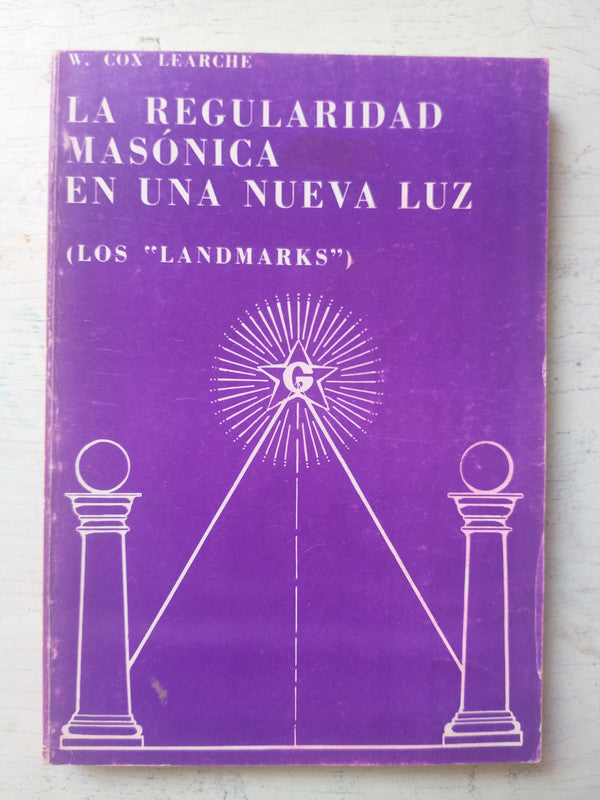 W. COX LEARCHE
LA REGULARIDAD
MASÓNICA
EN UNA NUEVA LUZ
(LOS “LANDMARKS”)
G